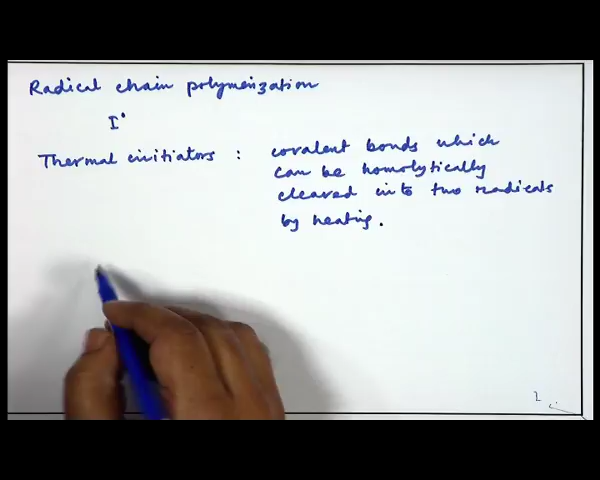 Radical chain polymerization
I•
Thermal initiators : covalent bonds which
can be homolytically
cleaved into two radicals
by heating.